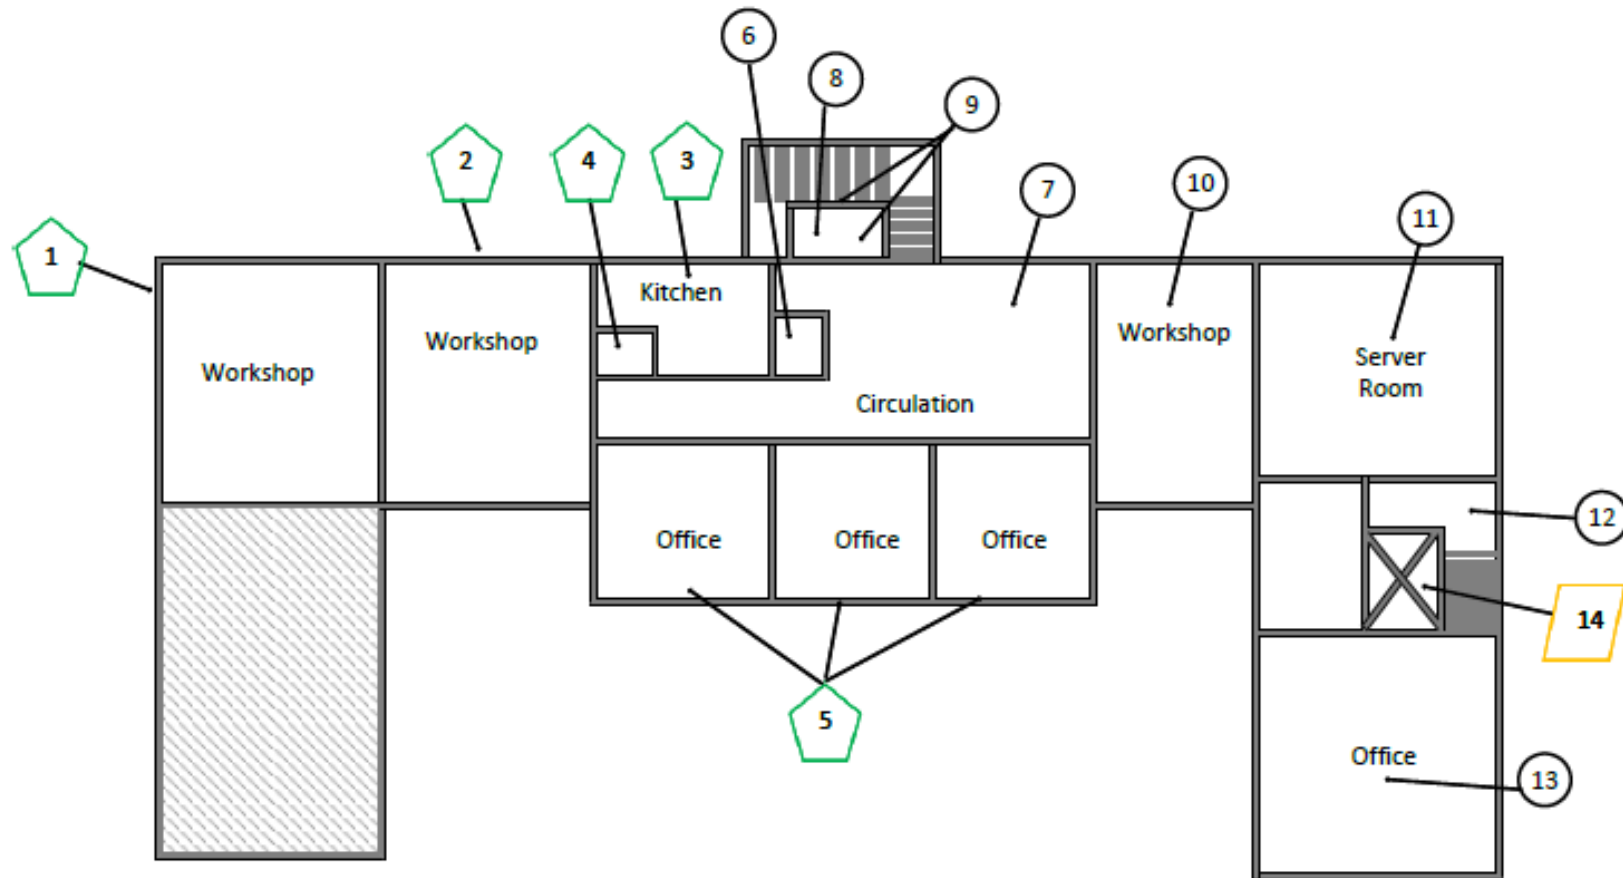 6
8
9
2
4
3
7
10
11
1
Kitchen
Workshop
Workshop
Workshop
Server
Room
Circulation
12
Office
Office
Office
14
5
Office
13